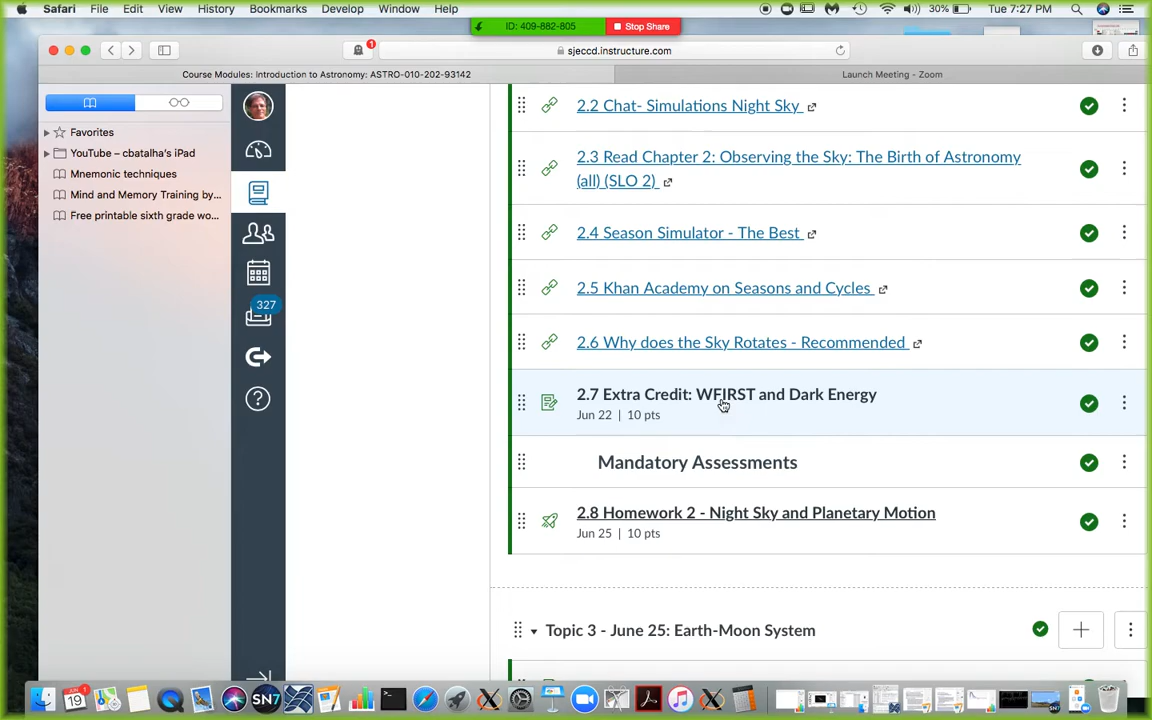 Safari File Edit View History Bookmarks Develop Window Help 30% Tue 7:27 PM
ID: 409-882-805 Stop Share
1 sjeccd.instructure.com
Course Modules: Introduction to Astronomy: ASTRO-010-202-93142 Launch Meeting - Zoom
Favorites
YouTube – cbatalha's iPad
Mnemonic techniques
Mind and Memory Training by...
Free printable sixth grade wo...
327
2.2 Chat- Simulations Night Sky
2.3 Read Chapter 2: Observing the Sky: The Birth of Astronomy
(all) (SLO 2)
2.4 Season Simulator - The Best
2.5 Khan Academy on Seasons and Cycles
2.6 Why does the Sky Rotates - Recommended
2.7 Extra Credit: WFIRST and Dark Energy
Jun 22 | 10 pts
Mandatory Assessments
2.8 Homework 2 - Night Sky and Planetary Motion
Jun 25 | 10 pts
Topic 3 - June 25: Earth-Moon System
19 SN7